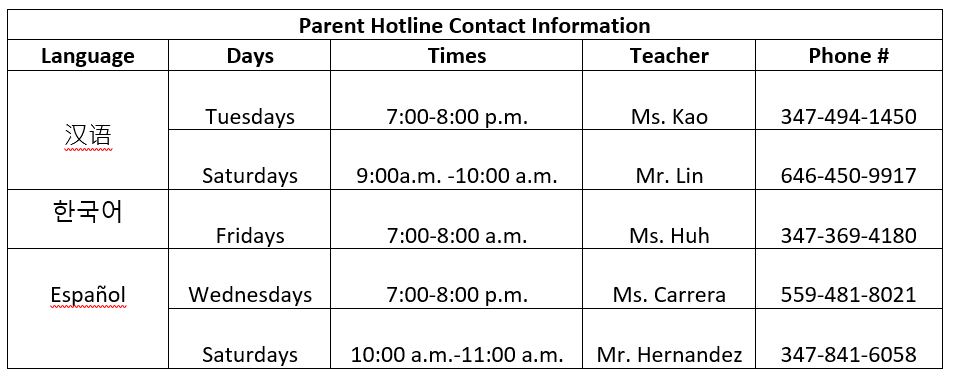 Parent Hotline Contact Information
Language Days Times Teacher Phone #
汉语 Tuesdays 7:00-8:00 p.m. Ms. Kao 347-494-1450
Saturdays 9:00a.m. -10:00 a.m. Mr. Lin 646-450-9917
한국어 Fridays 7:00-8:00 a.m. Ms. Huh 347-369-4180
Español Wednesdays 7:00-8:00 p.m. Ms. Carrera 559-481-8021
Saturdays 10:00 a.m.-11:00 a.m. Mr. Hernandez 347-841-6058